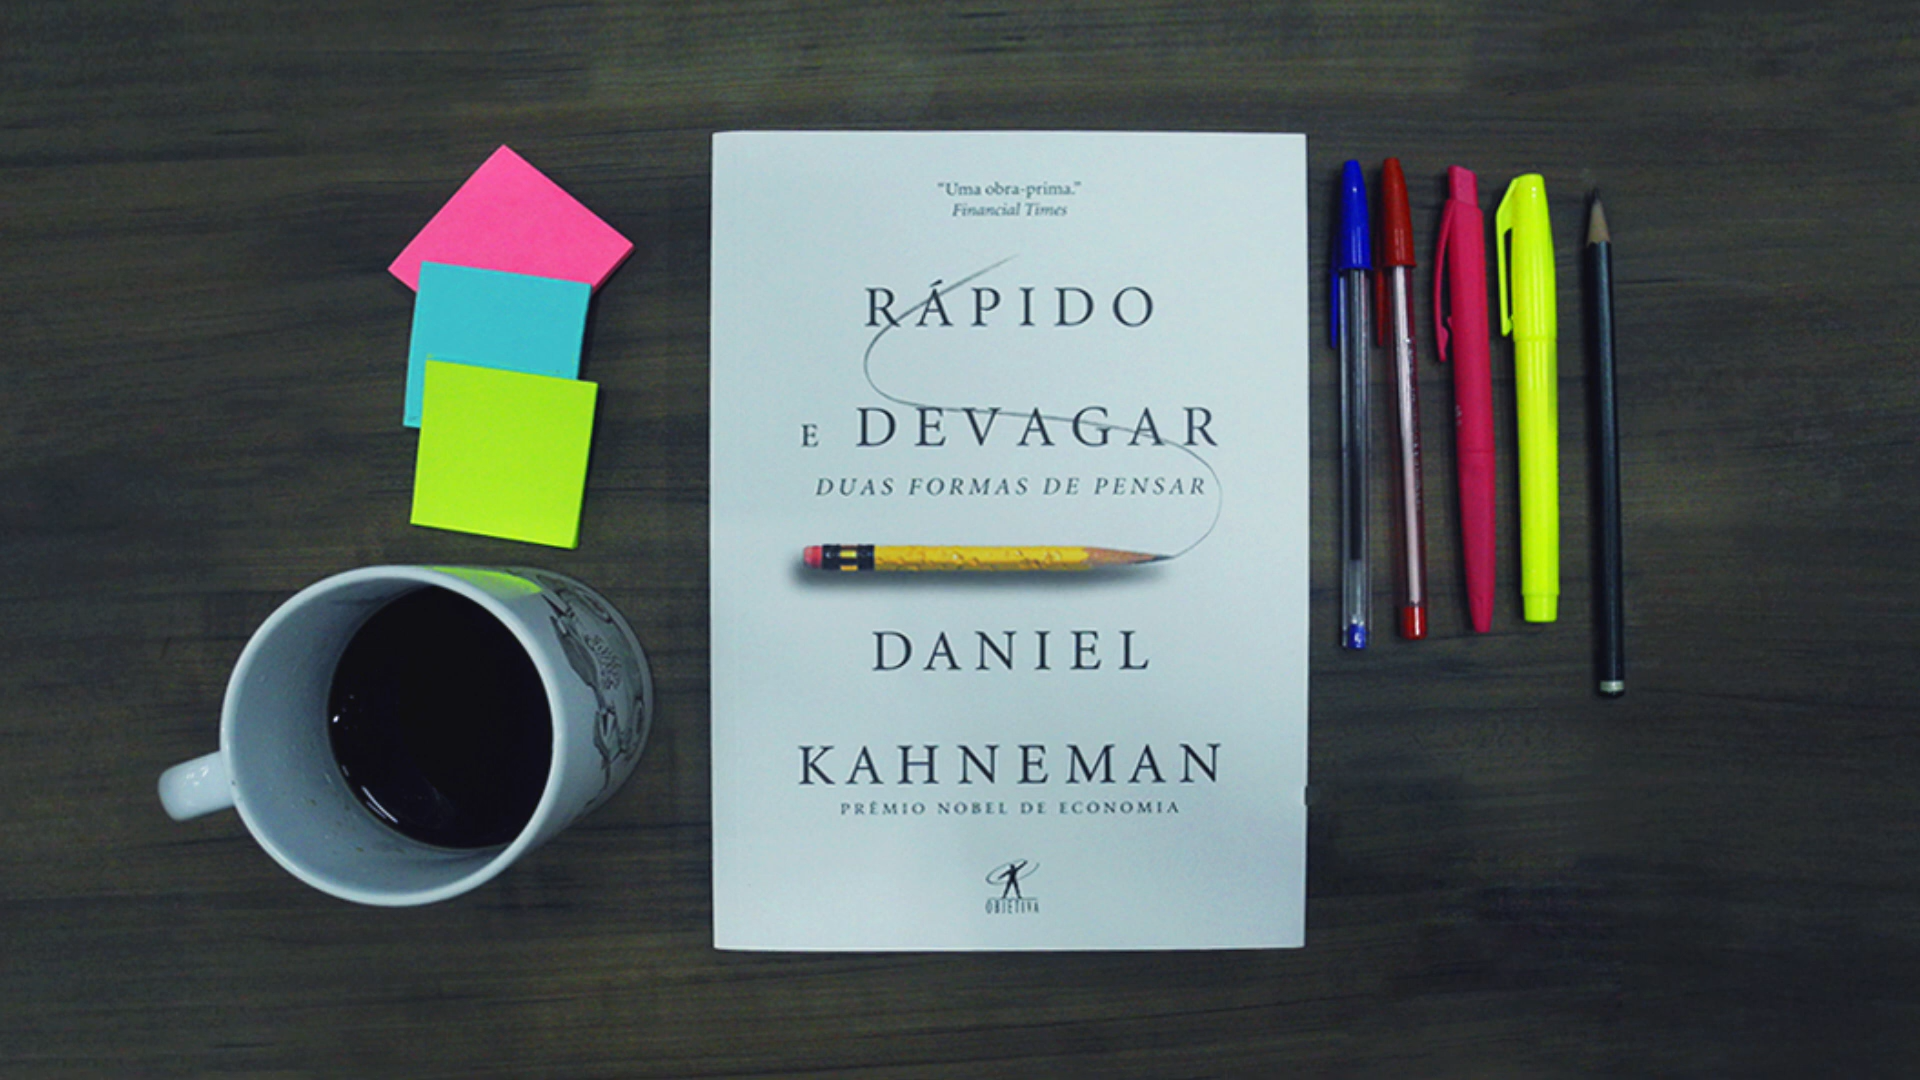 “Uma obra-prima.”
Financial Times
RÁPIDO
E DEVAGAR
DUAS FORMAS DE PENSAR
DANIEL
KAHNEMAN
PRÊMIO NOBEL DE ECONOMIA
OBJETIVA